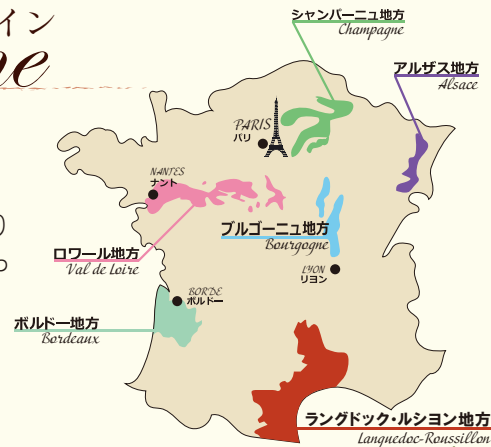 イン
シャンパーニュ地方
Champagne
アルザス地方
Alsace
PARIS
パリ
NANTES
ナント
ブルゴーニュ地方
Bourgogne
ロワール地方
Val de Loire
LYON
リヨン
BORDE
ボルドー
ボルドー地方
Bordeaux
ラングドック・ルシヨン地方
Languedoc-Roussillon